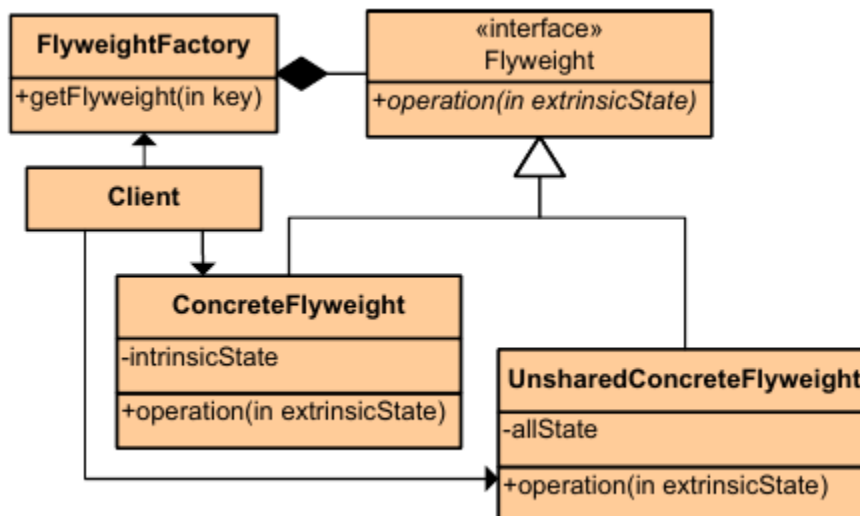 FlyweightFactory
+getFlyweight(in key)
«interface»
Flyweight
+operation(in extrinsicState)
Client
ConcreteFlyweight
-intrinsicState
+operation(in extrinsicState)
UnsharedConcreteFlyweight
-allState
+operation(in extrinsicState)